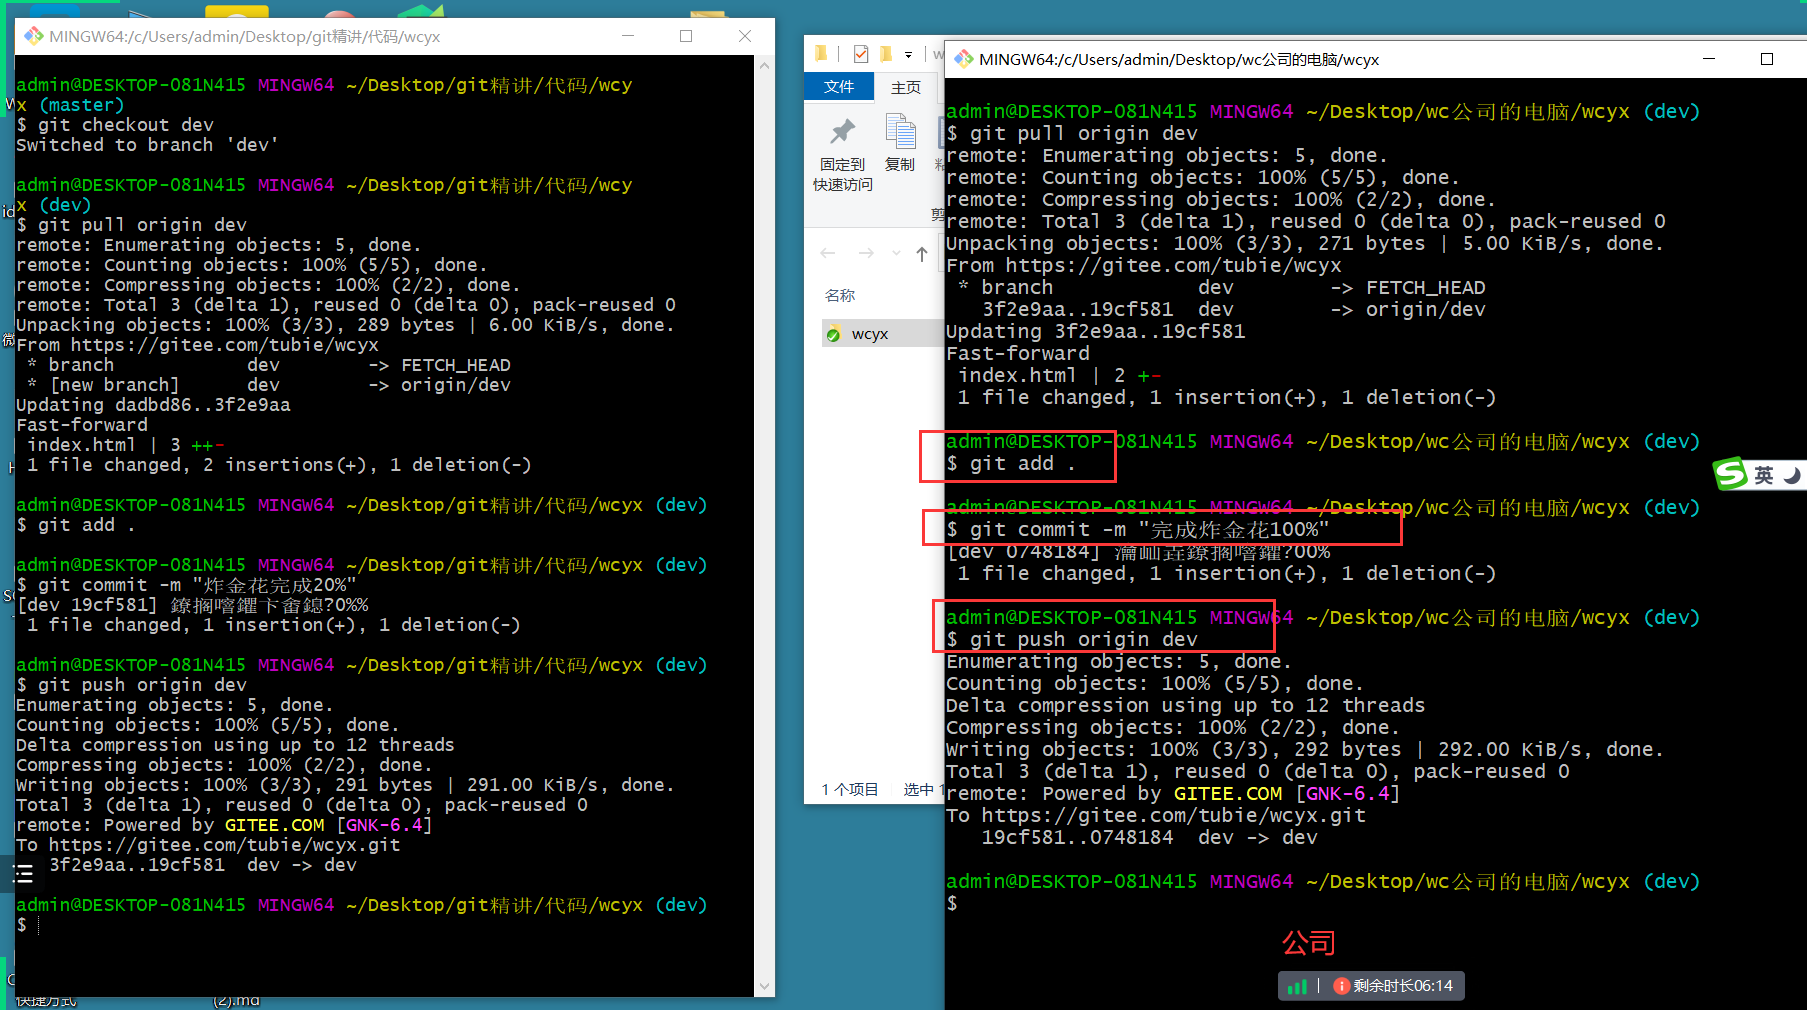 MINGW64:/c/Users/admin/Desktop/git精讲/代码/wcyx
admin@DESKTOP-081N415 MINGW64 ~/Desktop/git精讲/代码/wcy
x (master)
$ git checkout dev
Switched to branch 'dev'
admin@DESKTOP-081N415 MINGW64 ~/Desktop/git精讲/代码/wcy
x (dev)
$ git pull origin dev
remote: Enumerating objects: 5, done.
remote: Counting objects: 100% (5/5), done.
remote: Compressing objects: 100% (2/2), done.
remote: Total 3 (delta 1), reused 0 (delta 0), pack-reused 0
Unpacking objects: 100% (3/3), 289 bytes | 6.00 KiB/s, done.
From https://gitee.com/tubie/wcyx
 * branch            dev        -> FETCH_HEAD
 * [new branch]      dev        -> origin/dev
Updating dadbd86..3f2e9aa
Fast-forward
 index.html | 3 ++-
 1 file changed, 2 insertions(+), 1 deletion(-)
admin@DESKTOP-081N415 MINGW64 ~/Desktop/git精讲/代码/wcyx (dev)
$ git add .
admin@DESKTOP-081N415 MINGW64 ~/Desktop/git精讲/代码/wcyx (dev)
$ git commit -m "炸金花完成20%"
[dev 19cf581] 鐐搁噾鑺卞畬鎴?0%%
 1 file changed, 1 insertion(+), 1 deletion(-)
admin@DESKTOP-081N415 MINGW64 ~/Desktop/git精讲/代码/wcyx (dev)
$ git push origin dev
Enumerating objects: 5, done.
Counting objects: 100% (5/5), done.
Delta compression using up to 12 threads
Compressing objects: 100% (2/2), done.
Writing objects: 100% (3/3), 291 bytes | 291.00 KiB/s, done.
Total 3 (delta 1), reused 0 (delta 0), pack-reused 0
remote: Powered by GITEE.COM [GNK-6.4]
To https://gitee.com/tubie/wcyx.git
   3f2e9aa..19cf581  dev -> dev
admin@DESKTOP-081N415 MINGW64 ~/Desktop/git精讲/代码/wcyx (dev)
$
快捷方式
(2).md
文件 主页
固定到
快速访问
复制
名称
wcyx
1 个项目 选中 1
MINGW64:/c/Users/admin/Desktop/wc公司的电脑/wcyx
admin@DESKTOP-081N415 MINGW64 ~/Desktop/wc公司的电脑/wcyx (dev)
$ git pull origin dev
remote: Enumerating objects: 5, done.
remote: Counting objects: 100% (5/5), done.
remote: Compressing objects: 100% (2/2), done.
remote: Total 3 (delta 1), reused 0 (delta 0), pack-reused 0
Unpacking objects: 100% (3/3), 271 bytes | 5.00 KiB/s, done.
From https://gitee.com/tubie/wcyx
 * branch            dev        -> FETCH_HEAD
   3f2e9aa..19cf581  dev        -> origin/dev
Updating 3f2e9aa..19cf581
Fast-forward
 index.html | 2 +-
 1 file changed, 1 insertion(+), 1 deletion(-)
admin@DESKTOP-081N415 MINGW64 ~/Desktop/wc公司的电脑/wcyx (dev)
$ git add .
admin@DESKTOP-081N415 MINGW64 ~/Desktop/wc公司的电脑/wcyx (dev)
$ git commit -m "完成炸金花100%"
[dev 0748184] ?00%
 1 file changed, 1 insertion(+), 1 deletion(-)
admin@DESKTOP-081N415 MINGW64 ~/Desktop/wc公司的电脑/wcyx (dev)
$ git push origin dev
Enumerating objects: 5, done.
Counting objects: 100% (5/5), done.
Delta compression using up to 12 threads
Compressing objects: 100% (2/2), done.
Writing objects: 100% (3/3), 292 bytes | 292.00 KiB/s, done.
Total 3 (delta 1), reused 0 (delta 0), pack-reused 0
remote: Powered by GITEE.COM [GNK-6.4]
To https://gitee.com/tubie/wcyx.git
   19cf581..0748184  dev -> dev
admin@DESKTOP-081N415 MINGW64 ~/Desktop/wc公司的电脑/wcyx (dev)
$
公司
剩余时长06:14
英